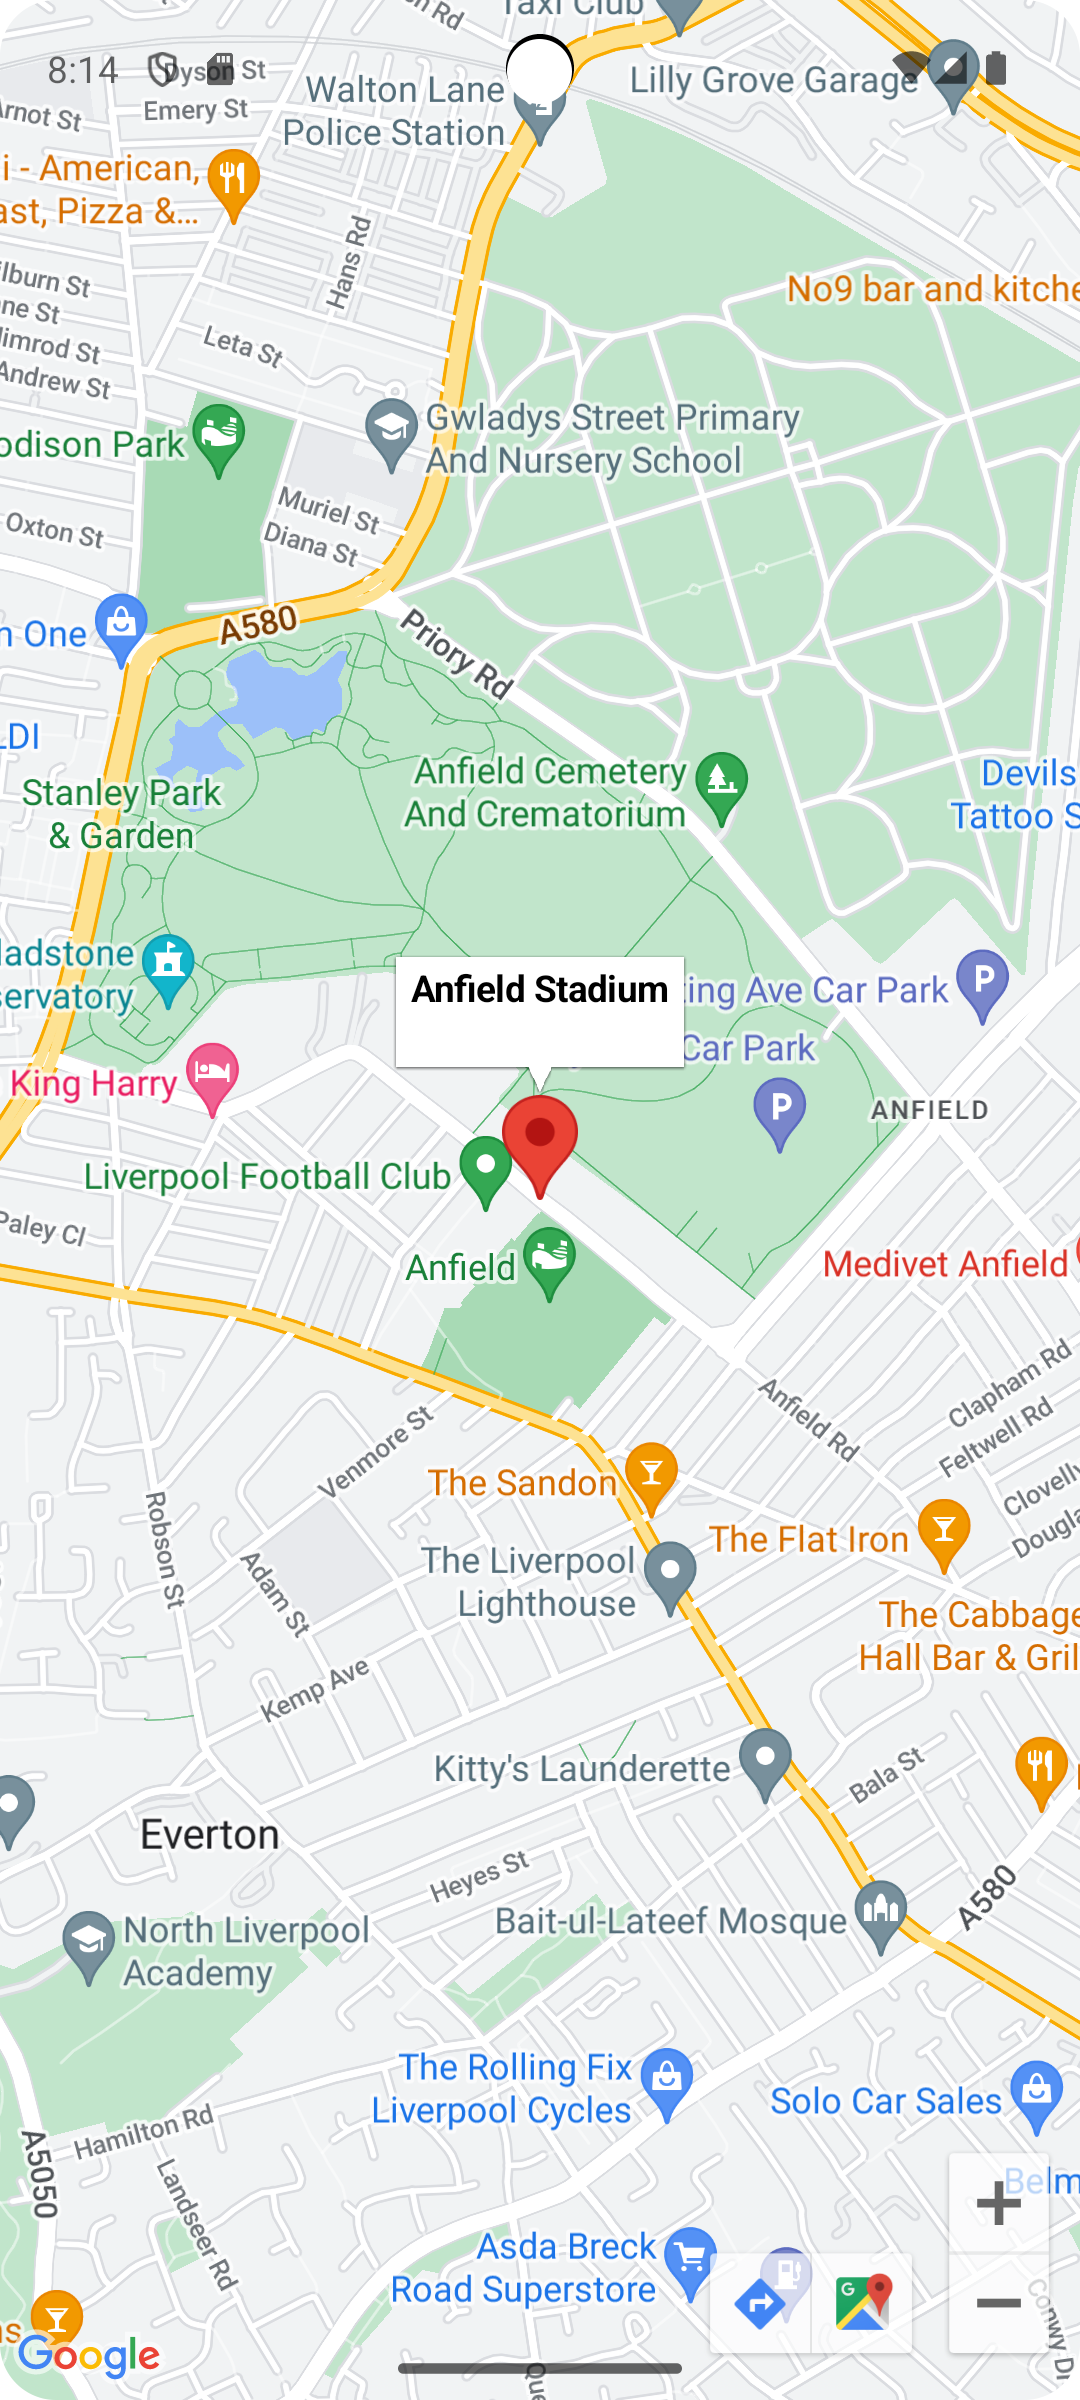 Taxi Club
8:14
Dyson St
Walton Lane
Police Station
Lilly Grove Garage
Arnot St
Emery St
i - American,
ast, Pizza &...
Hans Rd
No9 bar and kitche
ilburn St
ne St
imrod St
Andrew St
Leta St
Gwladys Street Primary
And Nursery School
odison Park
Muriel St
Oxton St
Diana St
A580
Priory Rd
n One
LDI
Anfield Cemetery
And Crematorium
Devils
Tattoo S
Stanley Park
& Garden
ladstone
servatory
Anfield Stadium
ing Ave Car Park
Car Park
King Harry
ANFIELD
Liverpool Football Club
Paley Cl
Anfield
Medivet Anfield
Clapham Rd
Anfield Rd
Feltwell Rd
Venmore St
The Sandon
Clovelly
Robson St
The Flat Iron
Dougla
Adam St
The Liverpool
Lighthouse
The Cabbage
Hall Bar & Gril
Kemp Ave
Kitty's Launderette
Bala St
Everton
Heyes St
A580
Bait-ul-Lateef Mosque
North Liverpool
Academy
The Rolling Fix
Liverpool Cycles
Solo Car Sales
Hamilton Rd
A5050
Landseer Rd
Belm
Asda Breck
Road Superstore
onwy Dr
ns
Google
Que